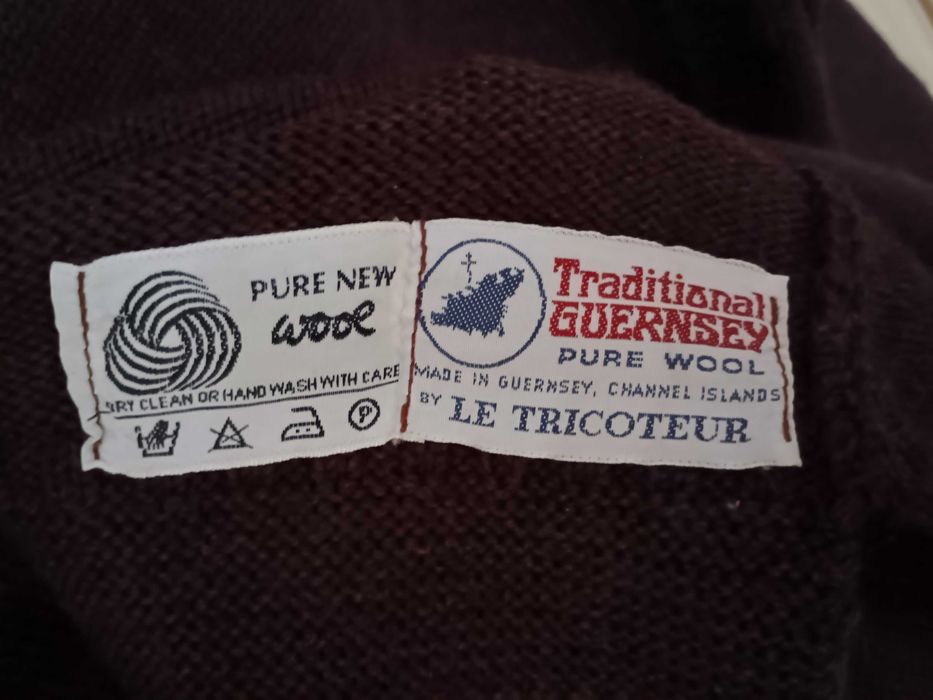 PURE NEW
wool
DRY CLEAN OR HAND WASH WITH CARE
P
Traditional
GUERNSEY
PURE WOOL
MADE IN GUERNSEY, CHANNEL ISLANDS
BY LE TRICOTEUR